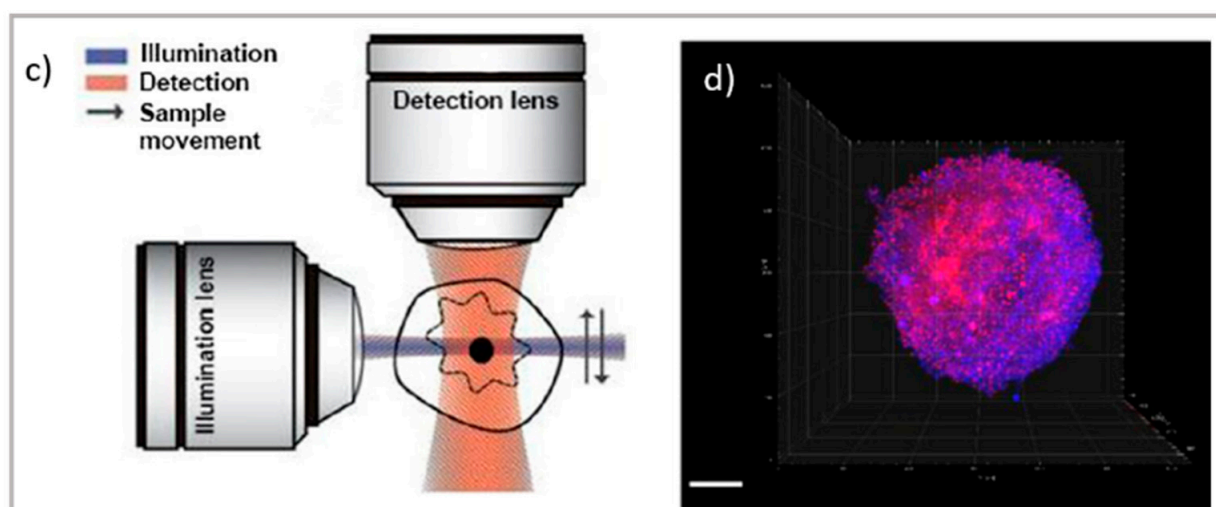 c)
Illumination
Detection
Sample
movement
Detection lens
Illumination lens
d)